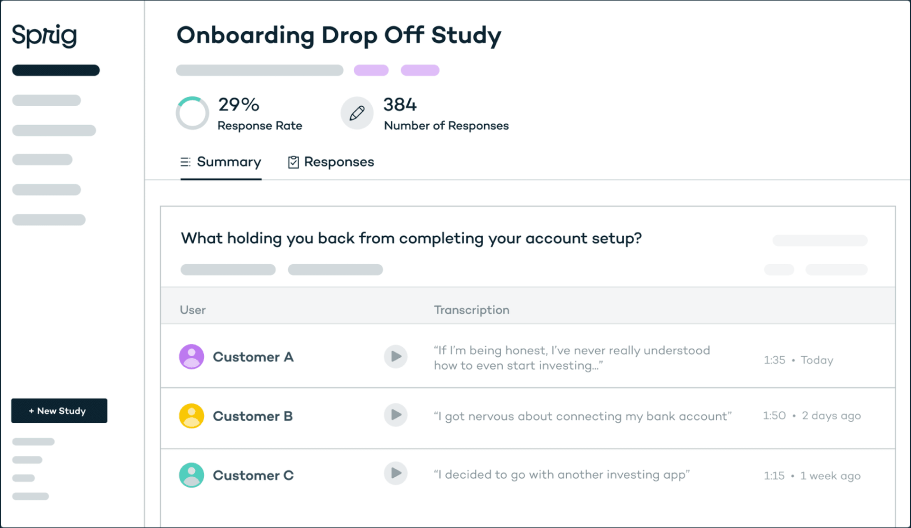 Sprig
Onboarding Drop Off Study
29%
Response Rate
384
Number of Responses
Summary
Responses
What holding you back from completing your account setup?
User
Transcription
Customer A
“If I’m being honest, I’ve never really understood
how to even start investing...”
1:35 • Today
Customer B
“I got nervous about connecting my bank account”
1:50 • 2 days ago
Customer C
“I decided to go with another investing app”
1:15 • 1 week ago
+ New Study